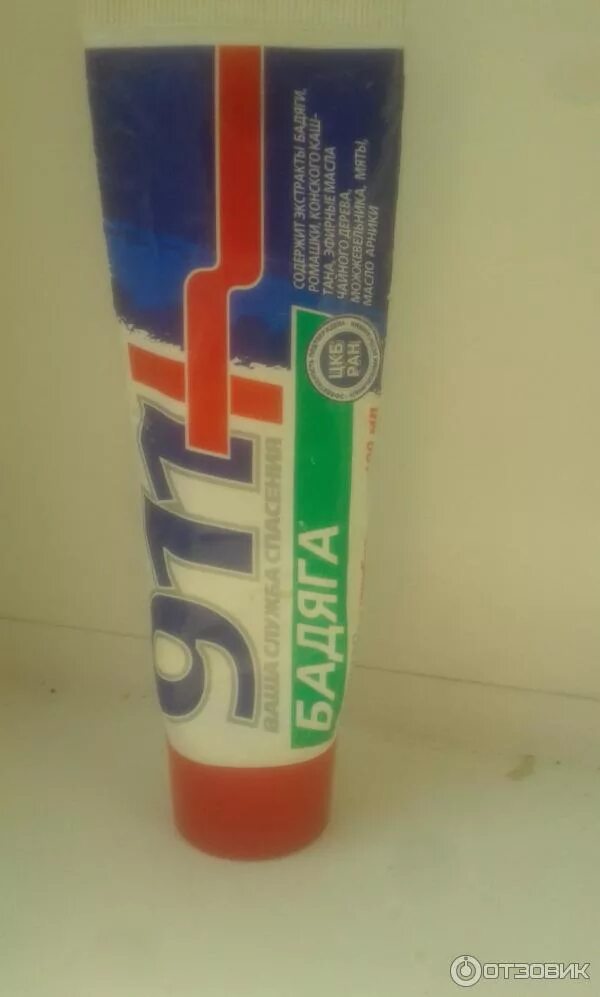 911
ВАША СЛУЖБА СПАСЕНИЯ
БАДЯГА
СОДЕРЖИТ ЭКСТРАКТЫ БАДЯГИ,
РОМАШКИ, КОНСКОГО КАШ-
ТАНА, ЭФИРНЫЕ МАСЛА
ЧАЙНОГО ДЕРЕВА,
МОЖЖЕВЕЛЬНИКА, МЯТЫ,
МАСЛО АРНИКИ
ЦКБ
РАН
МЛ
ОТЗОВИК